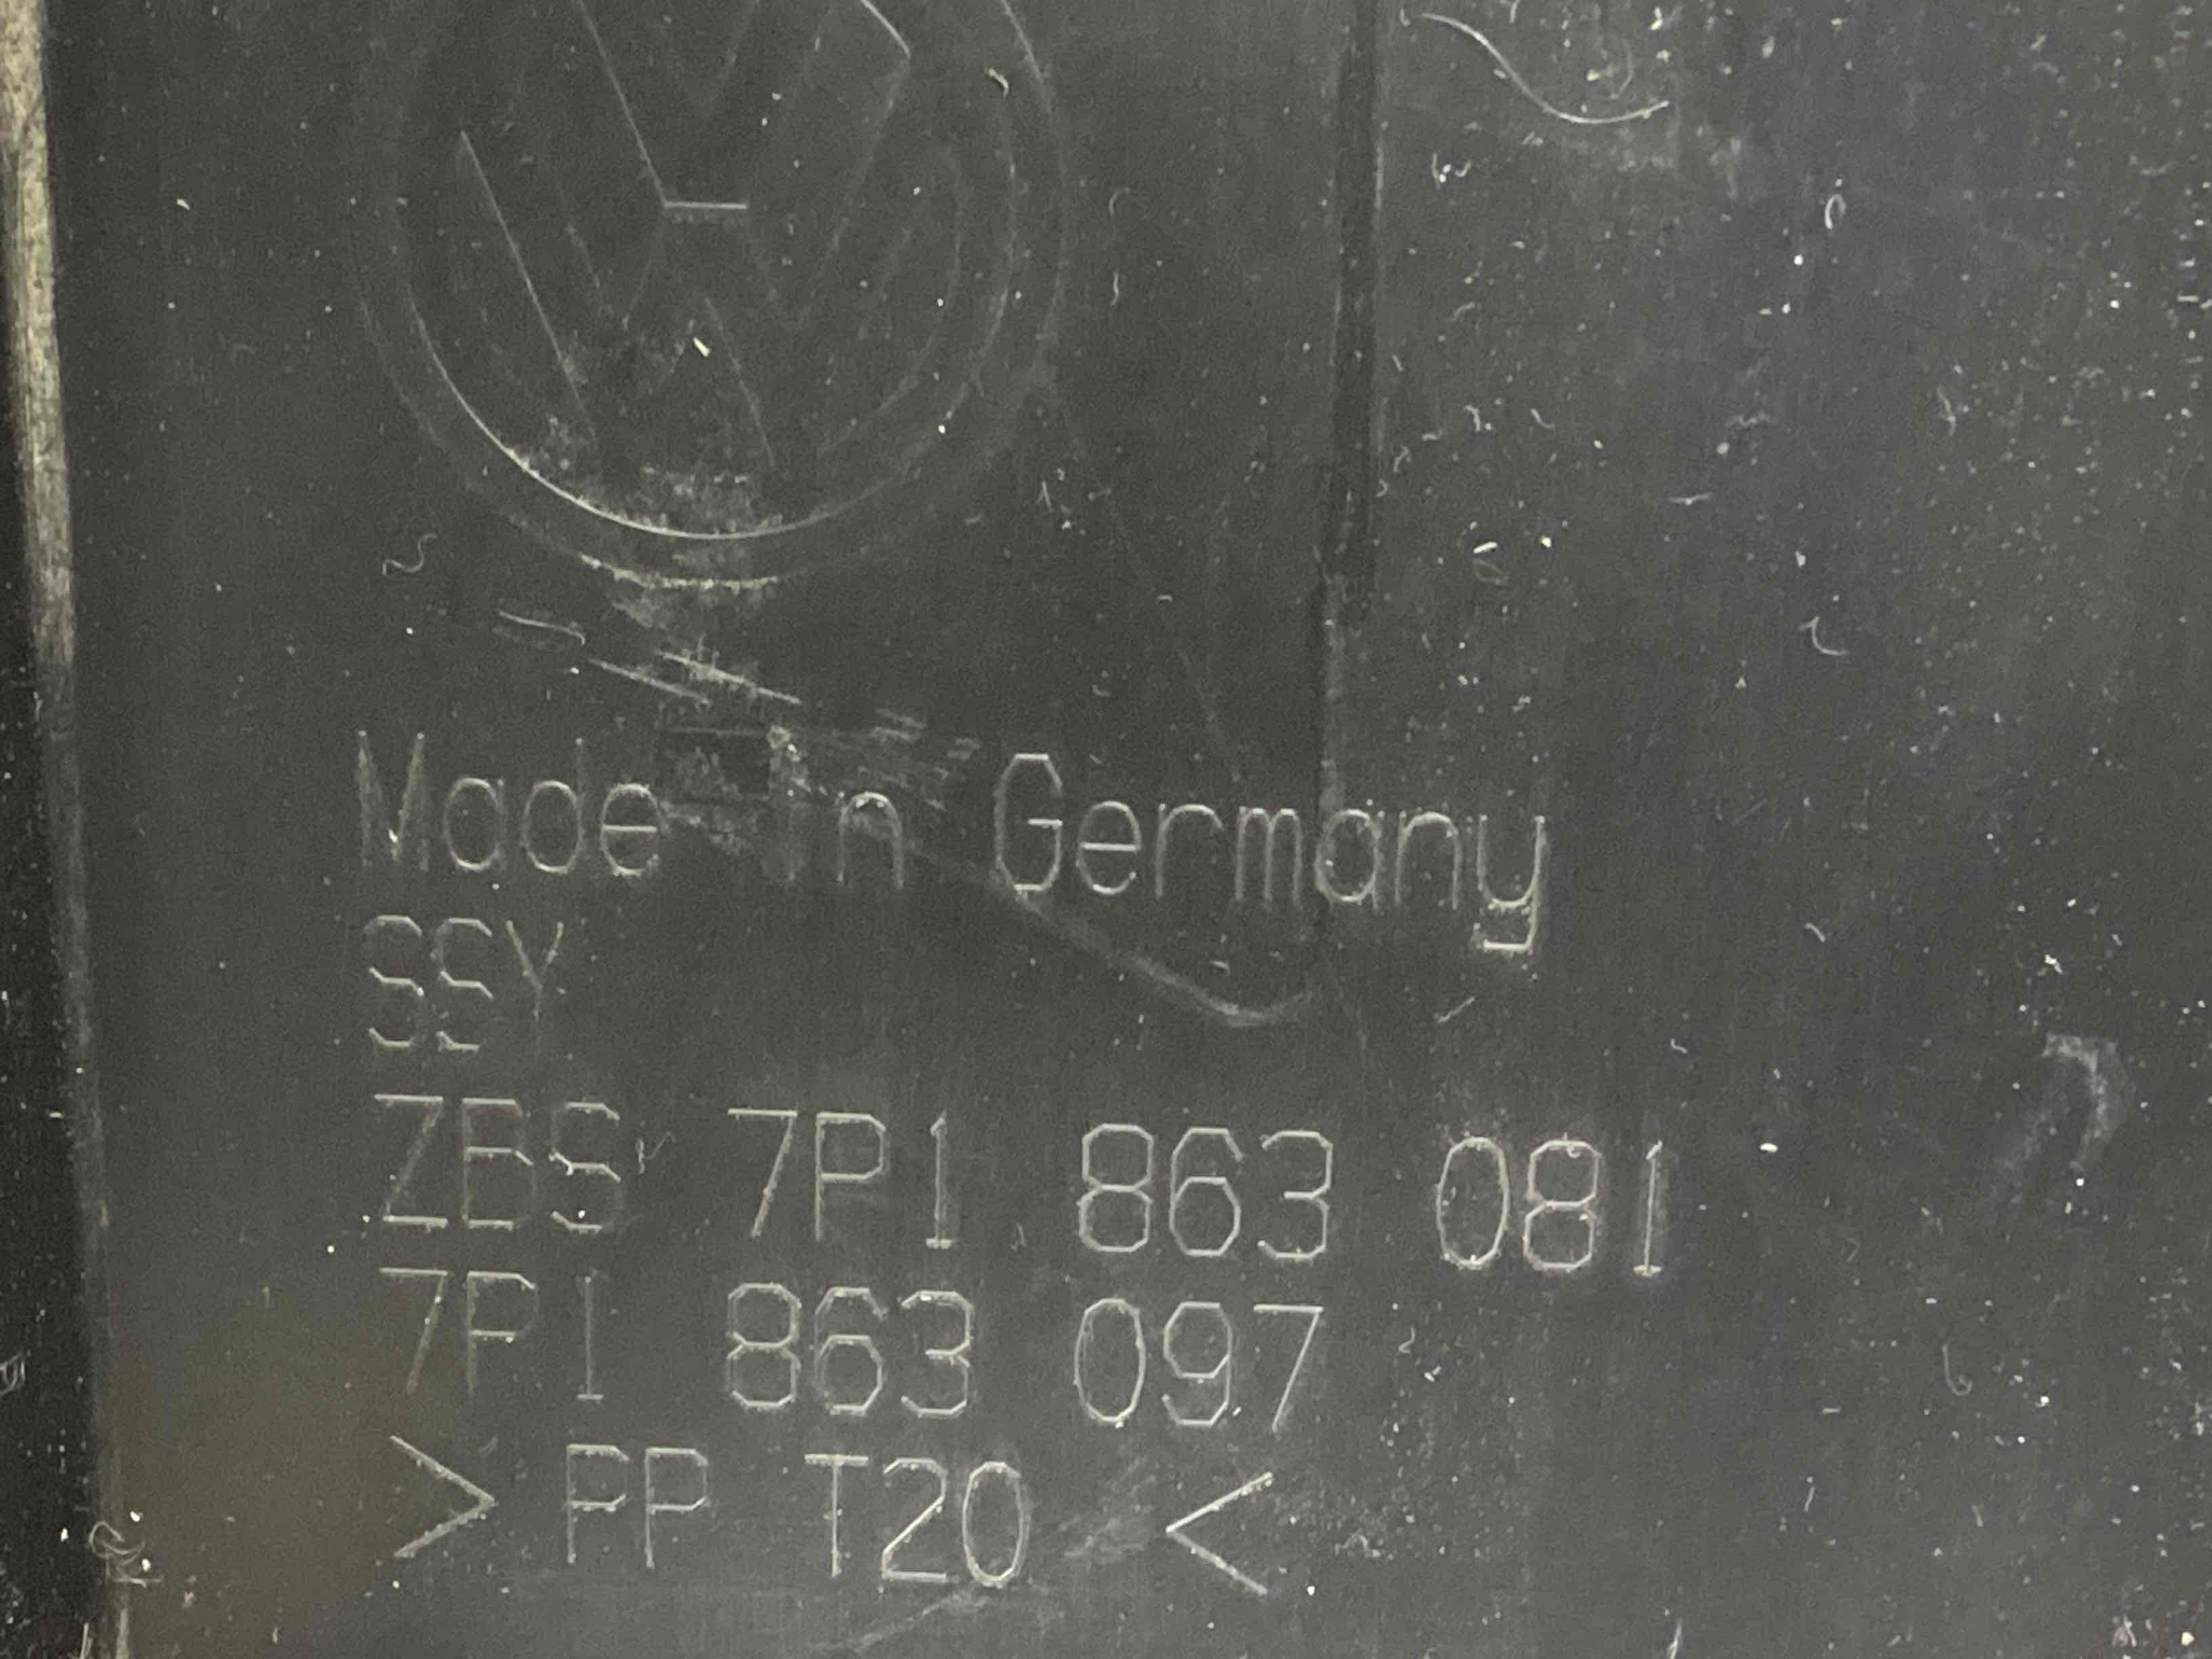 Made in Germany
SSY
ZBS 7P1 863 081
7P1 863 097
> PP T20 <